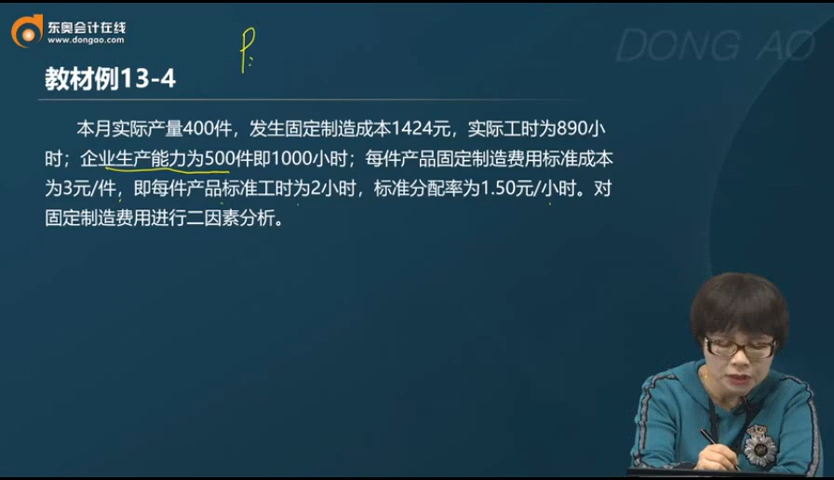 东奥会计在线
www.dongao.com
DONG AO
P:
教材例13-4
本月实际产量400件，发生固定制造成本1424元，实际工时为890小
时；企业生产能力为500件即1000小时；每件产品固定制造费用标准成本
为3元/件，即每件产品标准工时为2小时，标准分配率为1.50元/小时。对
固定制造费用进行二因素分析。